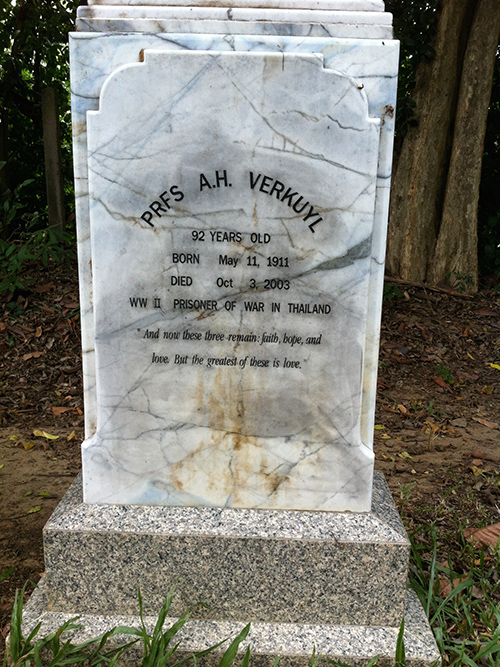 PRFS A.H. VERKUYL
92 YEARS OLD
BORN May 11, 1911
DIED Oct 3, 2003
WW II PRISONER OF WAR IN THAILAND
"And now these three remain: faith, hope, and
love. But the greatest of these is love."